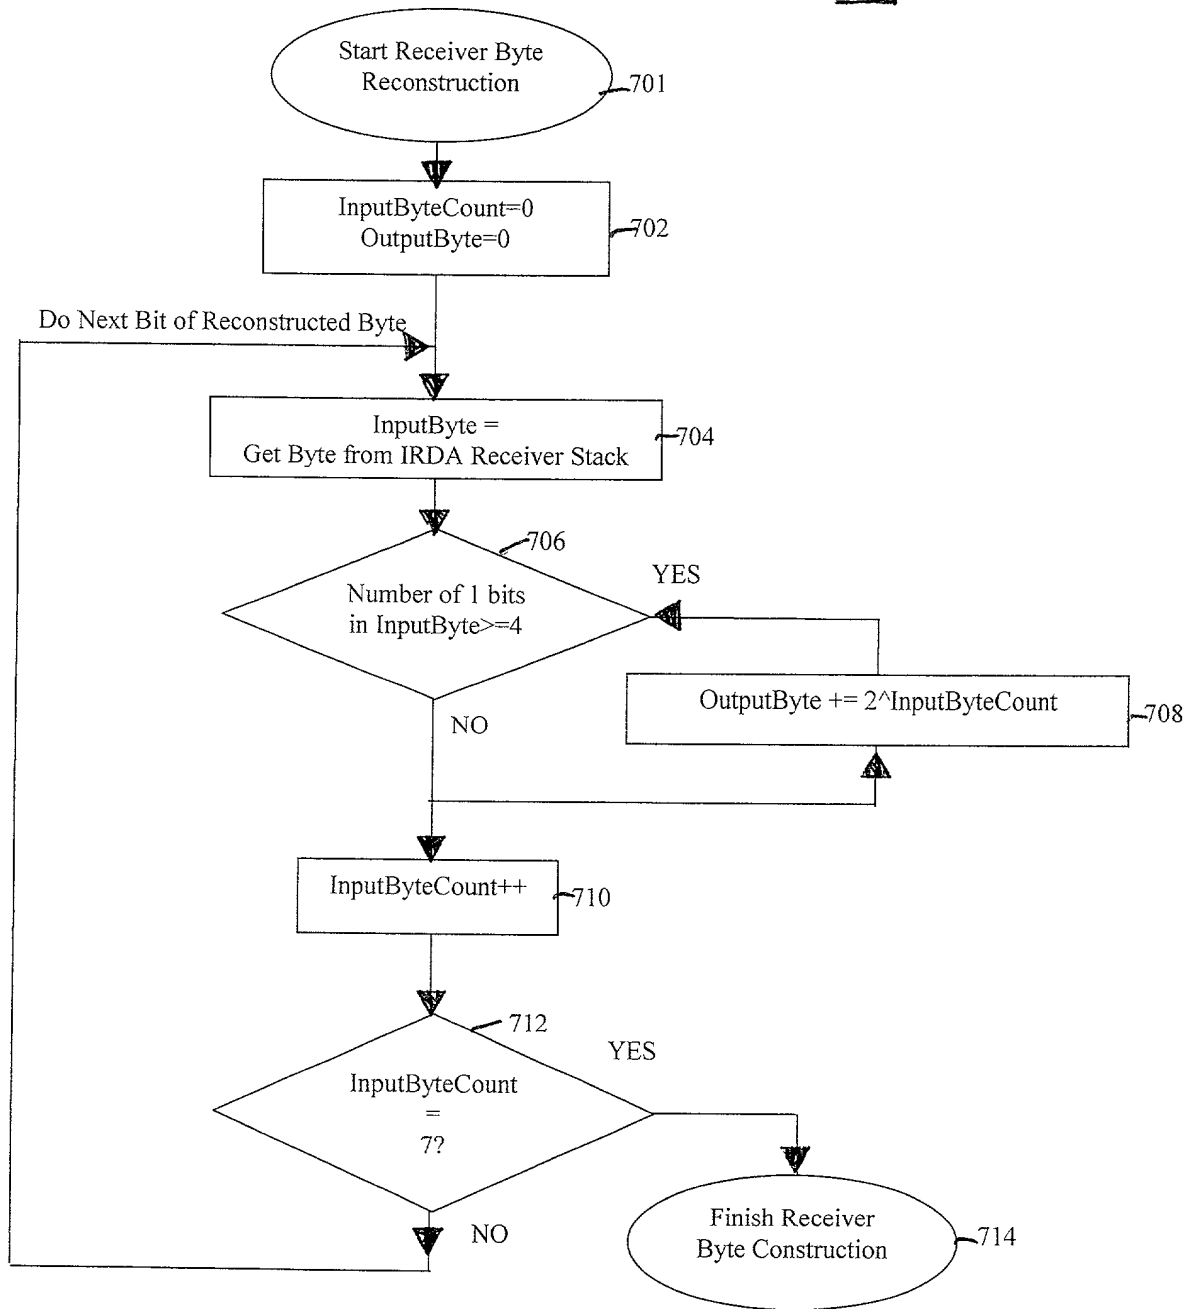 Start Receiver Byte
Reconstruction
701
InputByteCount=0
OutputByte=0
702
Do Next Bit of Reconstructed Byte
InputByte =
Get Byte from IRDA Receiver Stack
704
706
Number of 1 bits
in InputByte>=4
YES
OutputByte += 2^InputByteCount
708
NO
InputByteCount++
710
712
YES
InputByteCount
=
7?
NO
Finish Receiver
Byte Construction
714